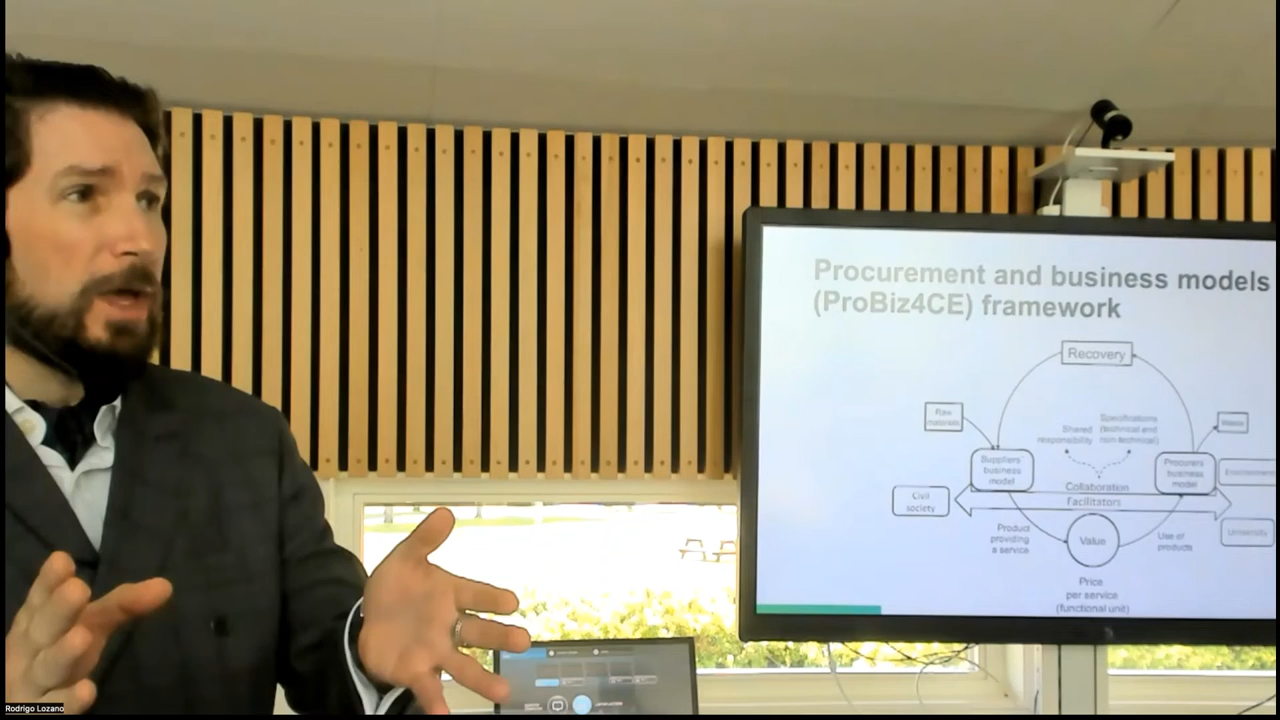 Procurement and business models
(ProBiz4CE) framework
Recovery
Raw
materials
Specifications
(technical and
non-technical)
Shared
responsibility
Waste
Suppliers'
business
model
Procurers
business
model
Collaboration
Facilitators
Civil
society
University
Product
providing
a service
Value
Use of
products
Price
per service
(functional unit)
Rodrigo Lozano